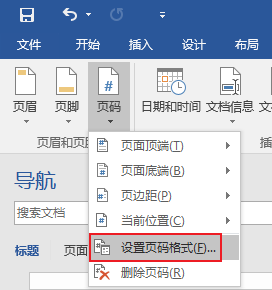 文件 开始 插入 设计 布局
页眉 页脚 页码 日期和时间 文档信息 文
页眉和页
页面顶端(T)
页面底端(B)
页边距(P)
当前位置(C)
设置页码格式(F)...
删除页码(R)
导航
搜索文档
标题 页面